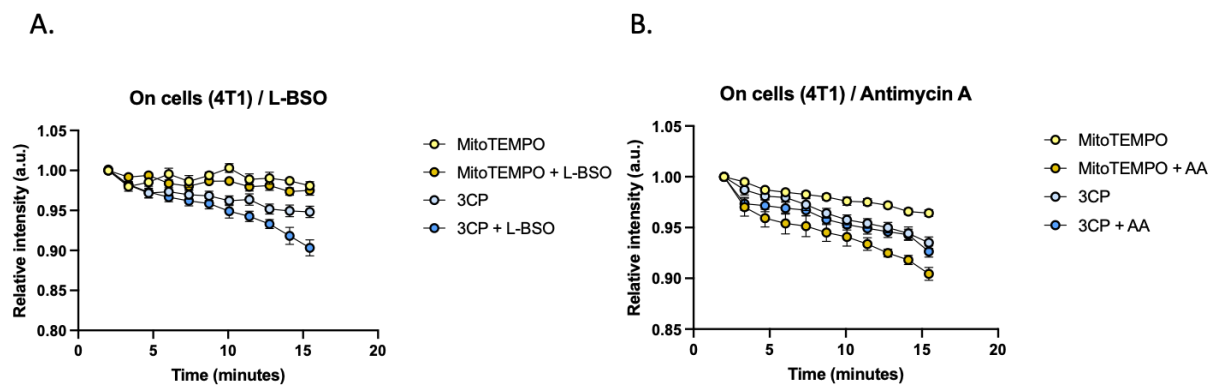 A.
On cells (4T1) / L-BSO
Relative intensity (a.u.)
1.05
1.00
0.95
0.90
0.85
0.80
0
5
10
15
20
Time (minutes)
MitoTEMPO
MitoTEMPO + L-BSO
3CP
3CP + L-BSO
B.
On cells (4T1) / Antimycin A
Relative intensity (a.u.)
1.05
1.00
0.95
0.90
0.85
0
5
10
15
20
Time (minutes)
MitoTEMPO
MitoTEMPO + AA
3CP
3CP + AA